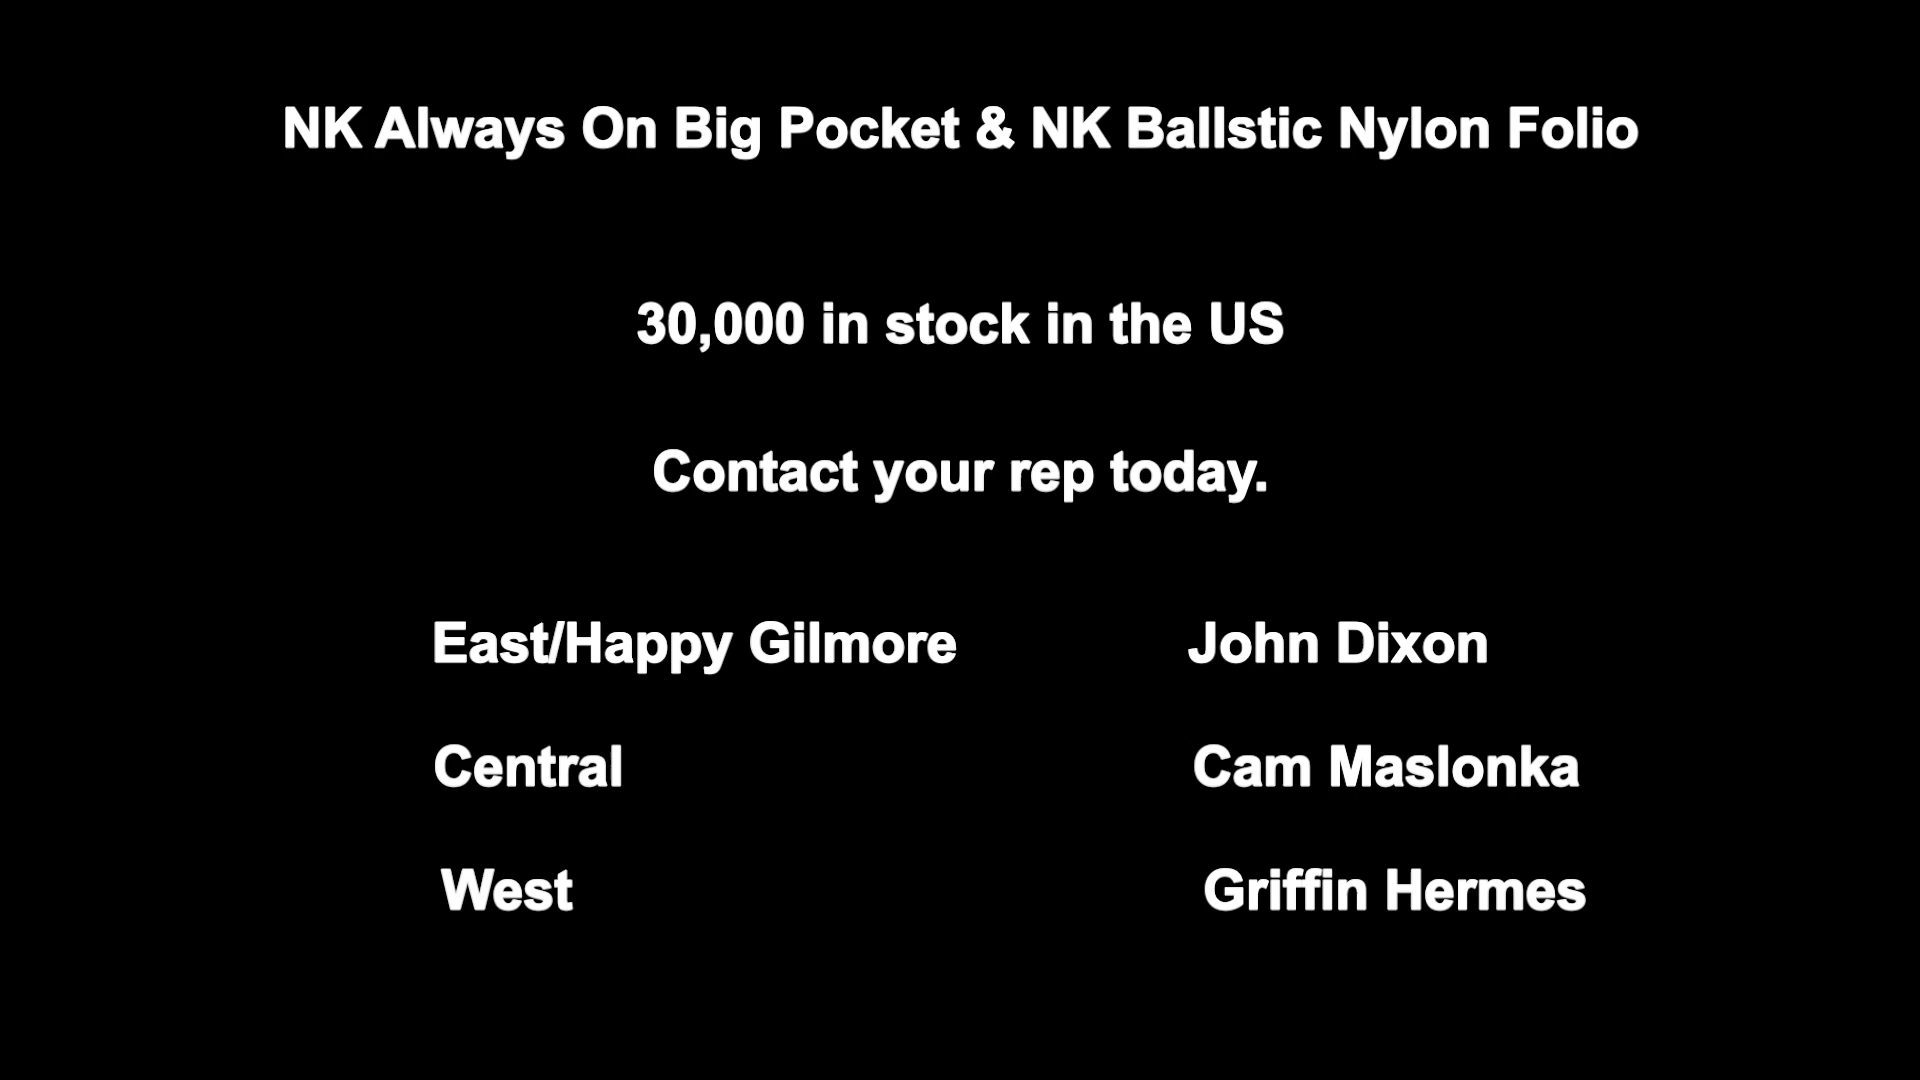 NK Always On Big Pocket & NK Ballstic Nylon Folio
30,000 in stock in the US
Contact your rep today.
East/Happy Gilmore John Dixon
Central Cam Maslonka
West Griffin Hermes